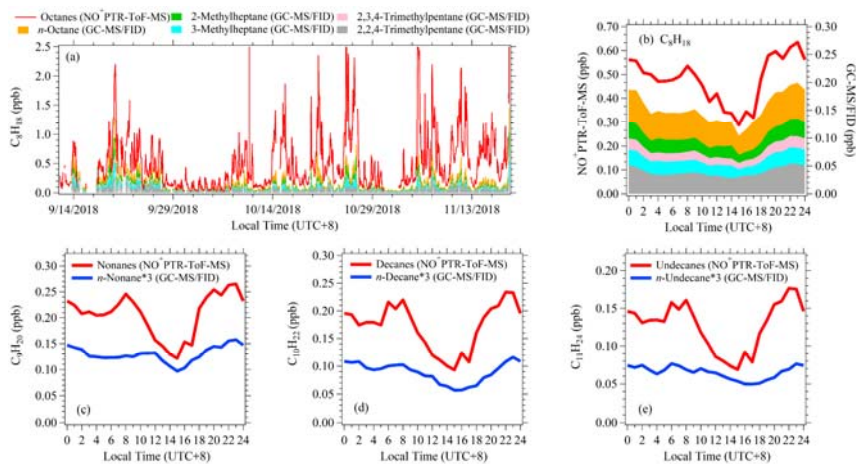 Octanes (NO⁺PTR-ToF-MS) 2-Methylheptane (GC-MS/FID) 2,3,4-Trimethylpentane (GC-MS/FID)
n-Octane (GC-MS/FID) 3-Methylheptane (GC-MS/FID) 2,2,4-Trimethylpentane (GC-MS/FID)
(a)
C₈H₁₈ (ppb)
2.5
2.0
1.5
1.0
0.5
0.0
9/14/2018 9/29/2018 10/14/2018 10/29/2018 11/13/2018
Local Time (UTC+8)
(b) C₈H₁₈
NO⁺PTR-ToF-MS (ppb)
0.70
0.60
0.50
0.40
0.30
0.20
0.10
0.00
GC-MS/FID (ppb)
0.30
0.25
0.20
0.15
0.10
0.05
0.00
0 2 4 6 8 10 12 14 16 18 20 22 24
Local Time (UTC+8)
Nonanes (NO⁺PTR-ToF-MS)
n-Nonane*3 (GC-MS/FID)
C₉H₂₀ (ppb)
0.30
0.25
0.20
0.15
0.10
0.05
0.00
(c)
0 2 4 6 8 10 12 14 16 18 20 22 24
Local Time (UTC+8)
Decanes (NO⁺PTR-ToF-MS)
n-Decane*3 (GC-MS/FID)
C₁₀H₂₂ (ppb)
0.30
0.25
0.20
0.15
0.10
0.05
0.00
(d)
0 2 4 6 8 10 12 14 16 18 20 22 24
Local Time (UTC+8)
Undecanes (NO⁺PTR-ToF-MS)
n-Undecane*3 (GC-MS/FID)
C₁₁H₂₄ (ppb)
0.20
0.15
0.10
0.05
0.00
(e)
0 2 4 6 8 10 12 14 16 18 20 22 24
Local Time (UTC+8)